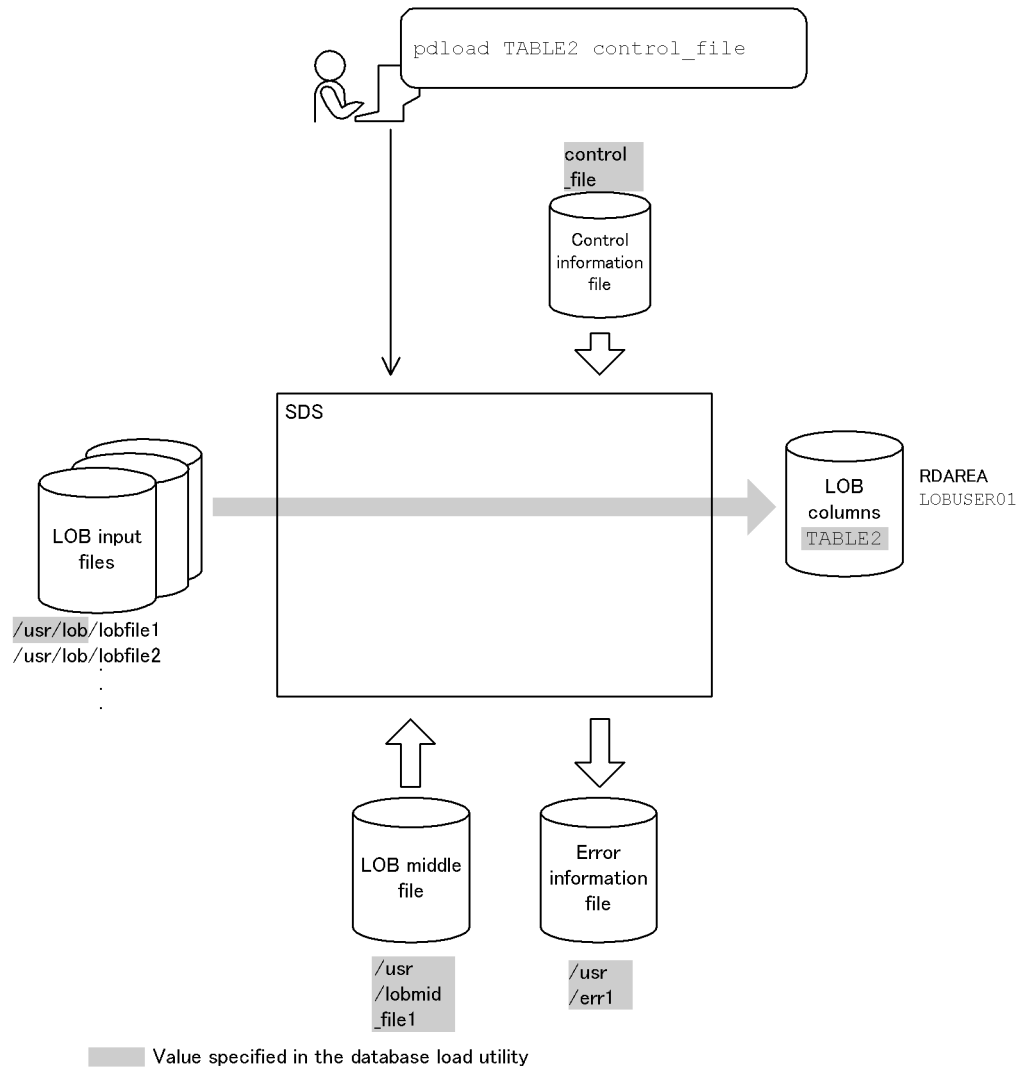 pdload TABLE2 control_file
control
_file
Control
information
file
SDS
LOB input
files
/usr/lob/lobfile1
/usr/lob/lobfile2
.
.
.
LOB
columns
TABLE2
RDAREA
LOBUSER01
LOB middle
file
/usr
/lobmid
_file1
Error
information
file
/usr
/err1
Value specified in the database load utility